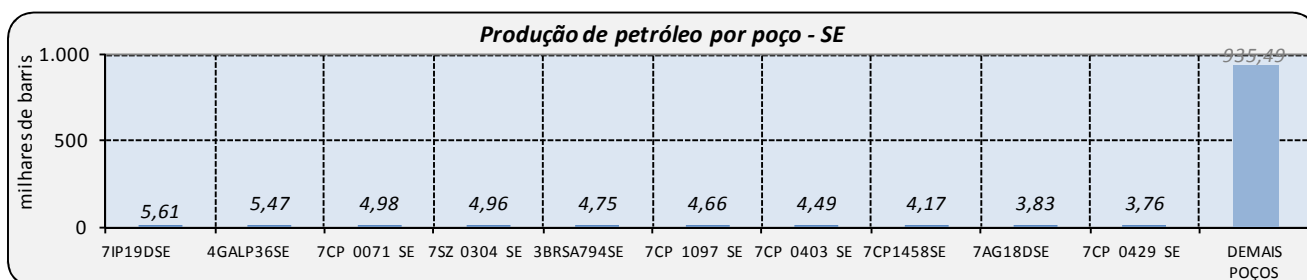 Produção de petróleo por poço - SE
milhares de barris
1.000
500
0
5,61
5,47
4,98
4,96
4,75
4,66
4,49
4,17
3,83
3,76
935,49
7IP19DSE
4GALP36SE
7CP 0071 SE
7SZ 0304 SE
3BRSA794SE
7CP 1097 SE
7CP 0403 SE
7CP1458SE
7AG18DSE
7CP 0429 SE
DEMAIS
POÇOS